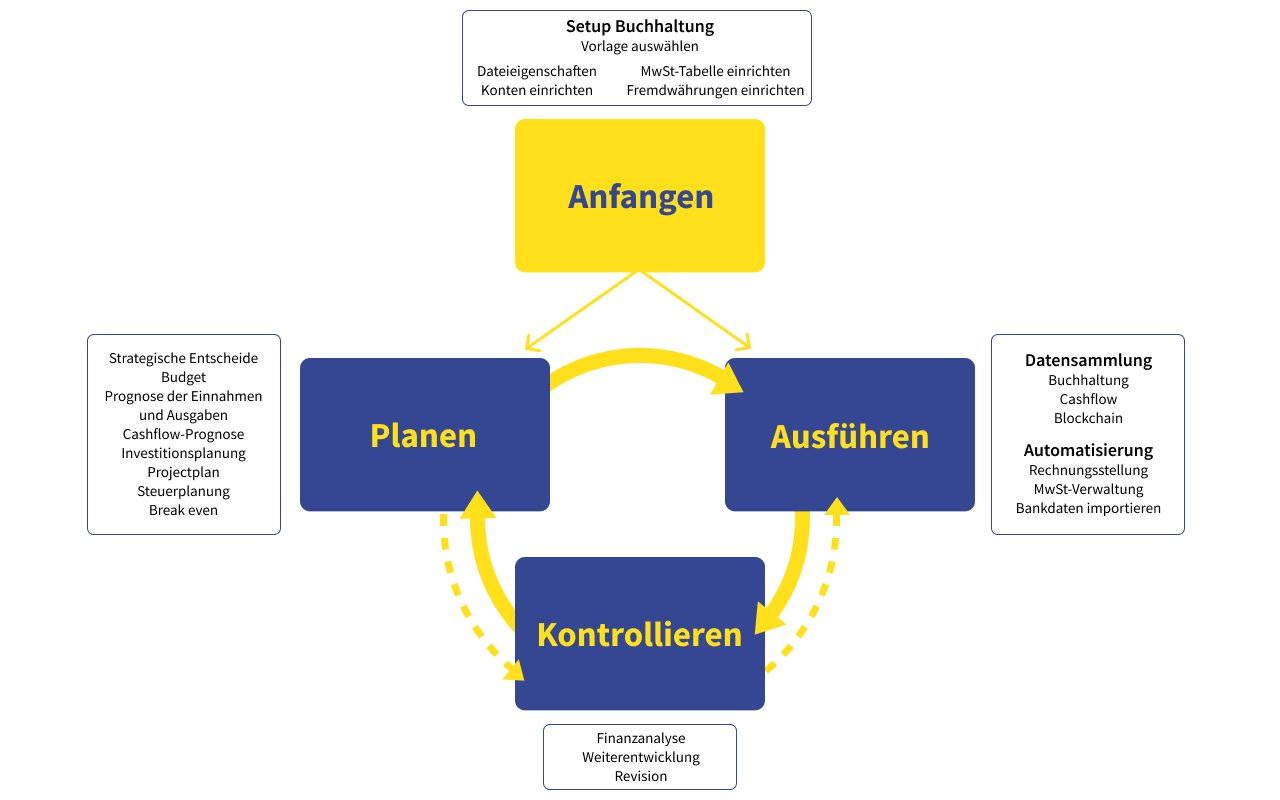 Setup Buchhaltung
Vorlage auswählen
Dateieigenschaften MwSt-Tabelle einrichten
Konten einrichten Fremdwährungen einrichten
Anfangen
Strategische Entscheide
Budget
Prognose der Einnahmen
und Ausgaben
Cashflow-Prognose
Investitionsplanung
Projectplan
Steuerplanung
Break even
Planen
Ausführen
Datensammlung
Buchhaltung
Cashflow
Blockchain
Automatisierung
Rechnungsstellung
MwSt-Verwaltung
Bankdaten importieren
Kontrollieren
Finanzanalyse
Weiterentwicklung
Revision